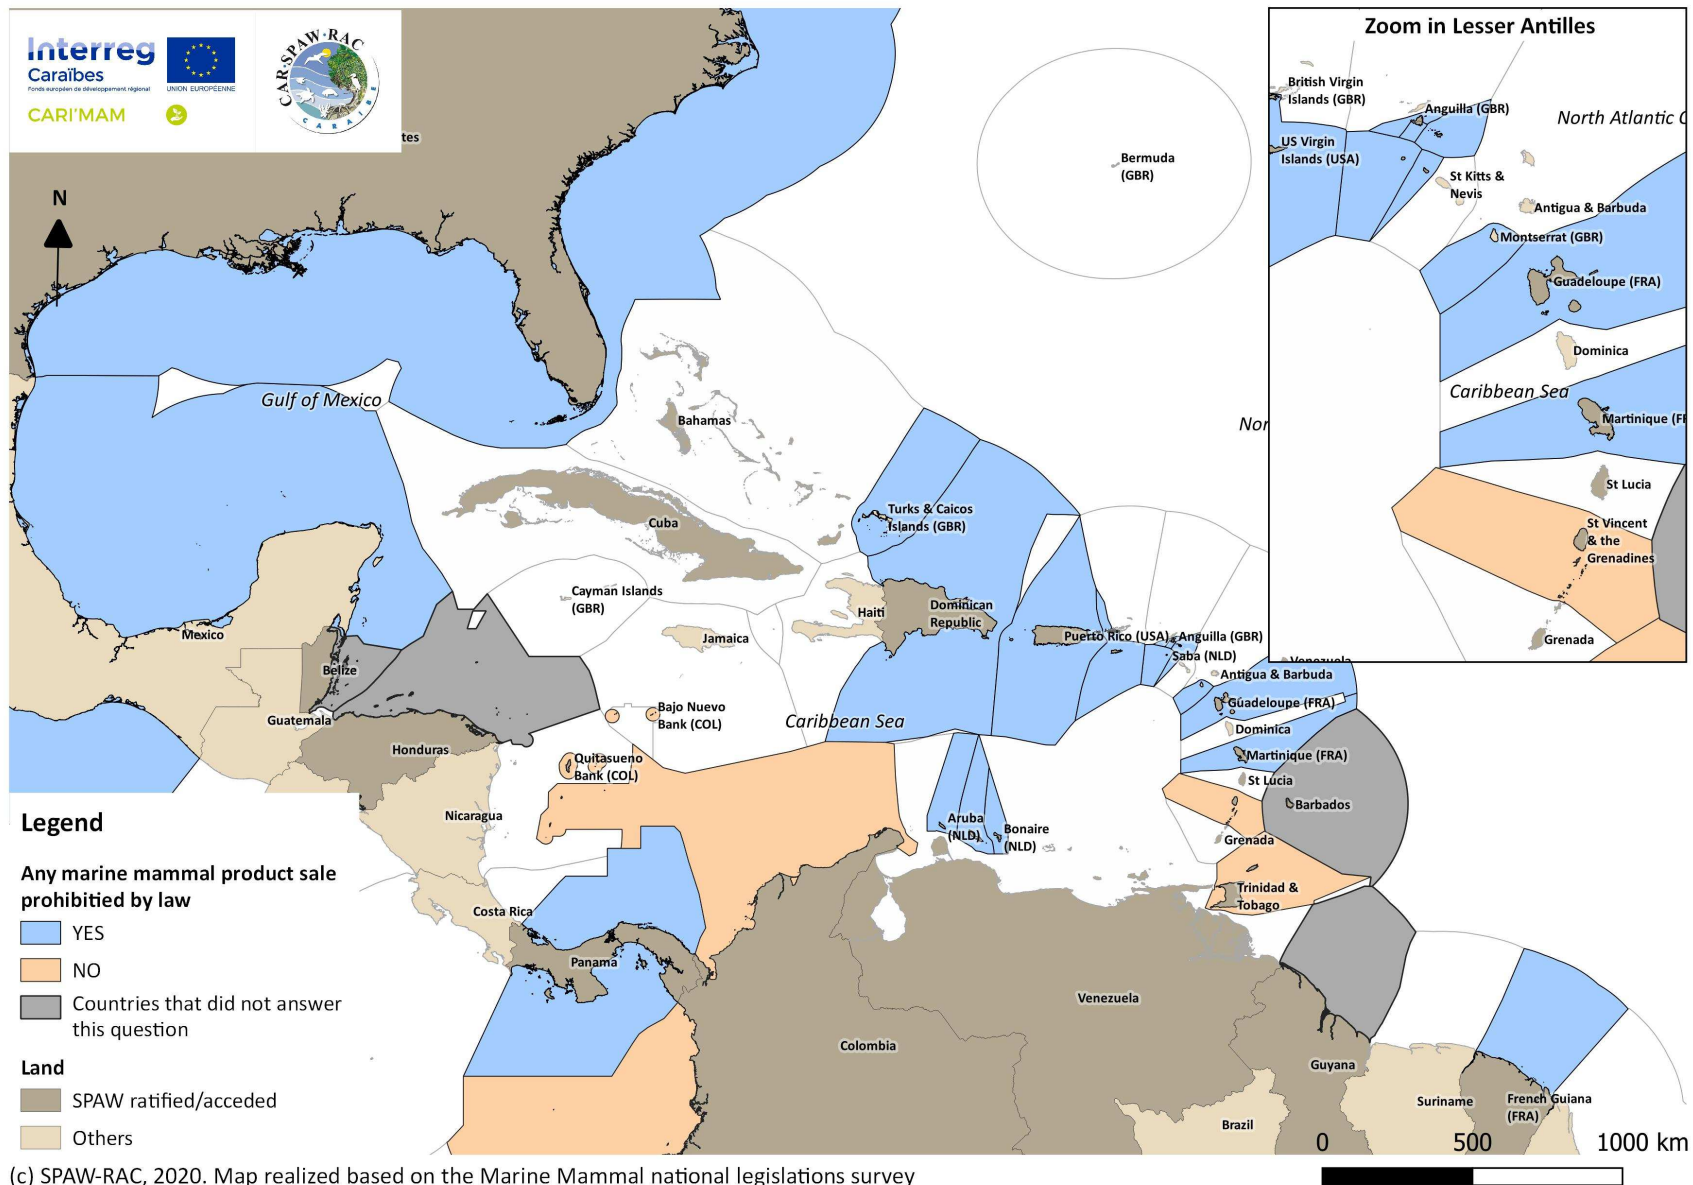 Interreg
Caraïbes
Fonds européen de développement régional
UNION EUROPÉENNE
CARI'MAM
CAR-SPAW-RAC
CARAIBE
tes
N
Gulf of Mexico
Bermuda
(GBR)
Bahamas
Nor
Cuba
Turks & Caicos
Islands (GBR)
Cayman Islands
(GBR)
Haiti
Dominican
Republic
Jamaica
Puerto Rico (USA)
Anguilla (GBR)
Saba (NLD)
Venezuela
Antigua & Barbuda
Guadeloupe (FRA)
Dominica
Martinique (FRA)
St Lucia
Barbados
Grenada
Trinidad &
Tobago
Mexico
Belize
Guatemala
Honduras
Bajo Nuevo
Bank (COL)
Quitasueno
Bank (COL)
Caribbean Sea
Nicaragua
Aruba
(NLD)
Bonaire
(NLD)
Costa Rica
Panama
Venezuela
Colombia
Guyana
Suriname
French Guiana
(FRA)
Brazil
Zoom in Lesser Antilles
British Virgin
Islands (GBR)
Anguilla (GBR)
North Atlantic
US Virgin
Islands (USA)
St Kitts &
Nevis
Antigua & Barbuda
Montserrat (GBR)
Guadeloupe (FRA)
Dominica
Caribbean Sea
Martinique (F
St Lucia
St Vincent
& the
Grenadines
Grenada
Legend
Any marine mammal product sale
prohibitied by law
YES
NO
Countries that did not answer
this question
Land
SPAW ratified/acceded
Others
0 500 1000 km
(c) SPAW-RAC, 2020. Map realized based on the Marine Mammal national legislations survey